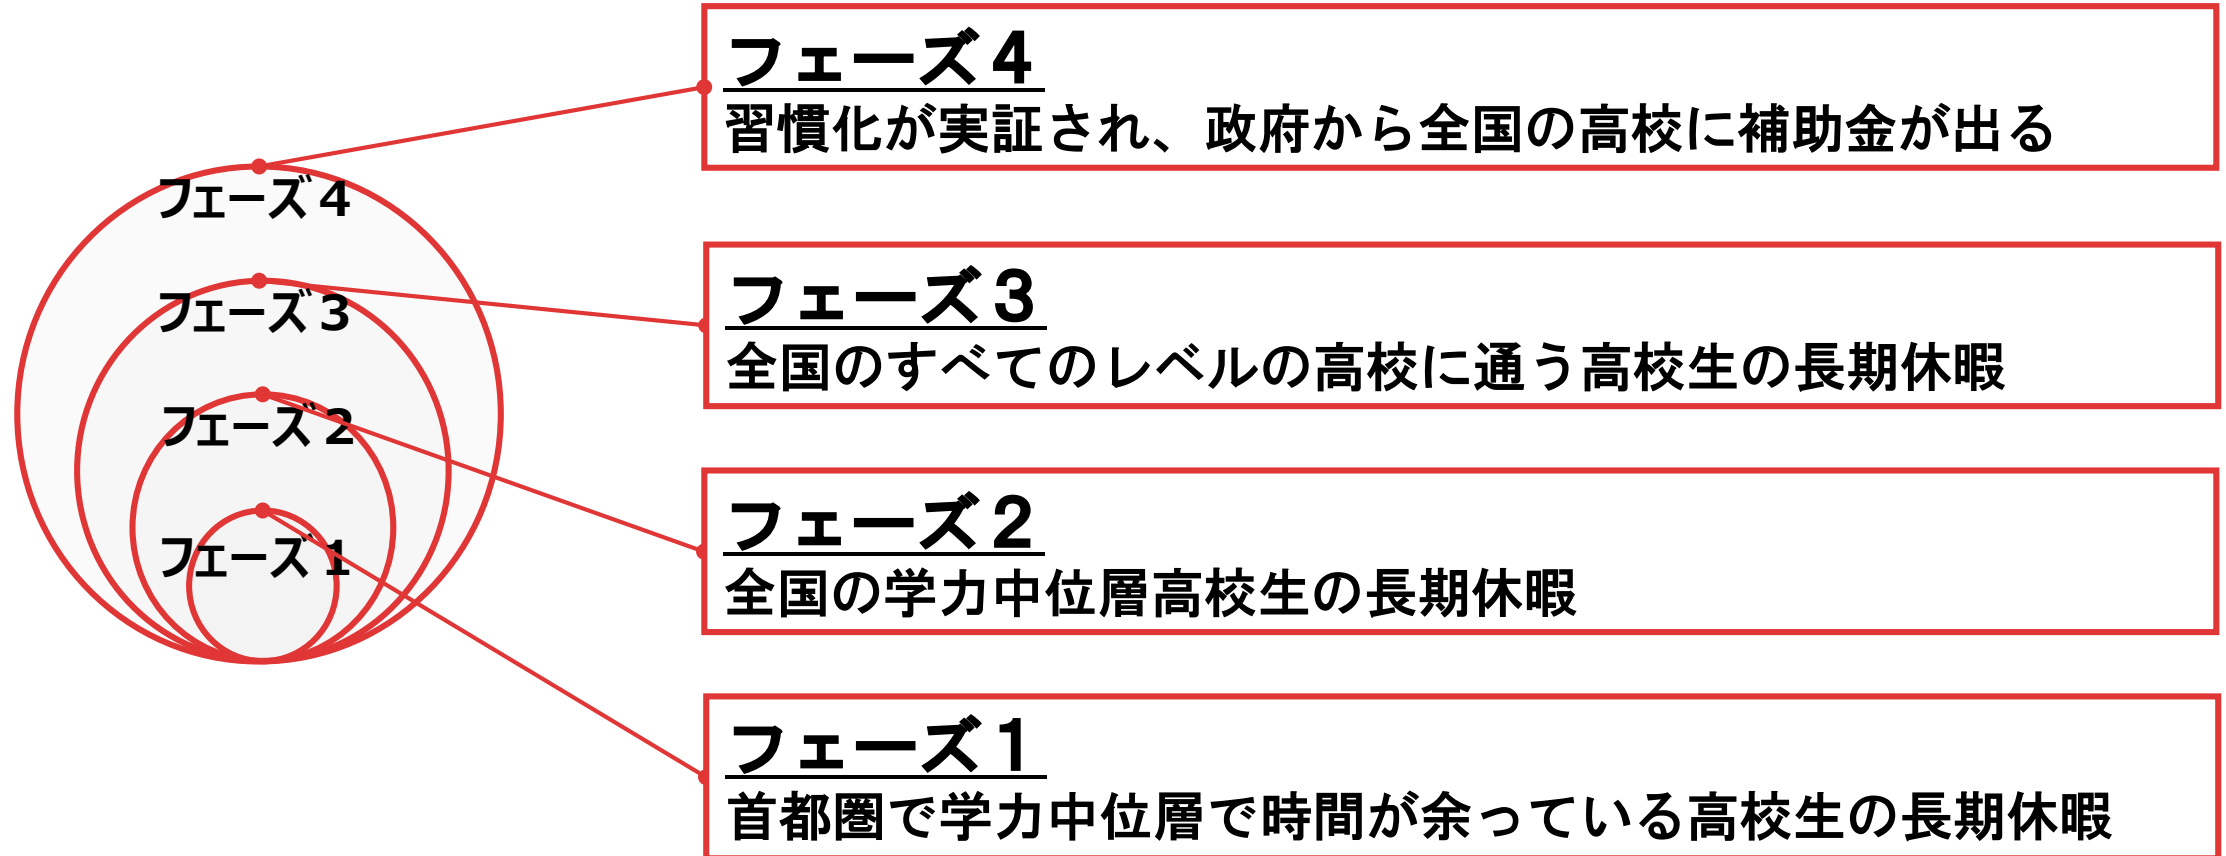 フェーズ４
習慣化が実証され、政府から全国の高校に補助金が出る
フェーズ４
フェーズ３
全国のすべてのレベルの高校に通う高校生の長期休暇
フェーズ３
フェーズ２
フェーズ２
全国の学力中位層高校生の長期休暇
フェーズ１
フェーズ１
首都圏で学力中位層で時間が余っている高校生の長期休暇